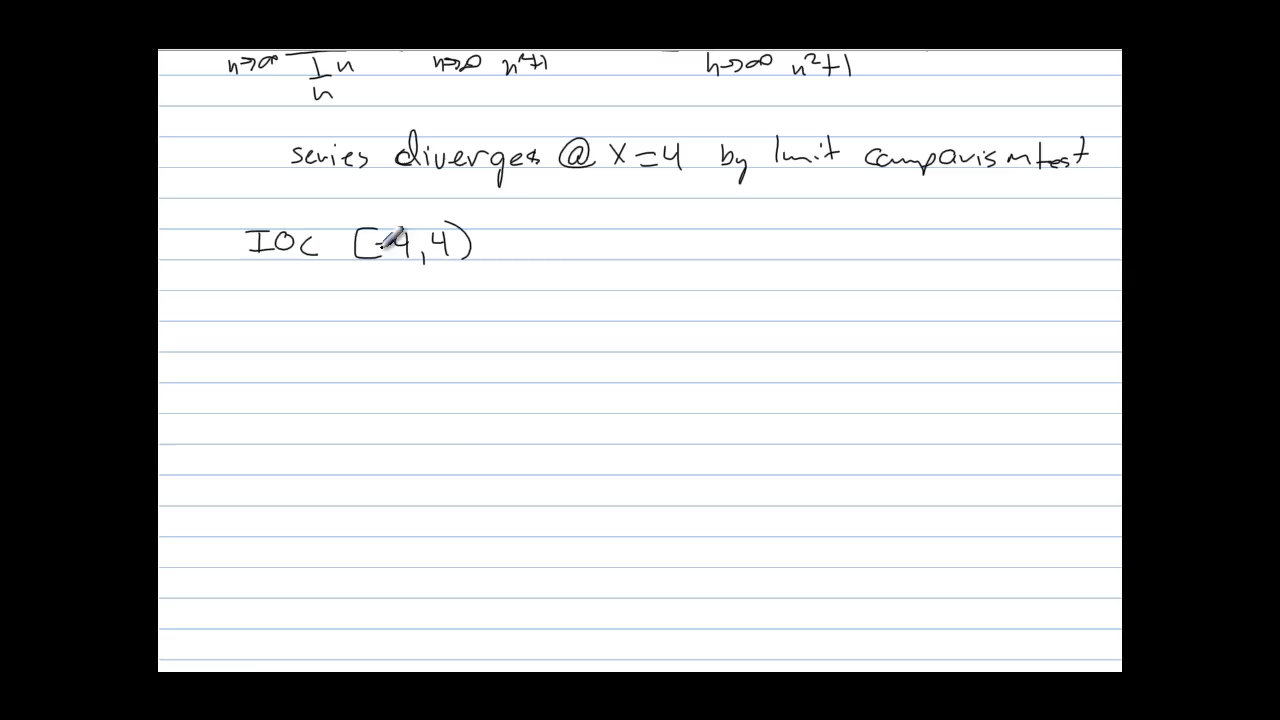 n→∞ 1/n n→∞ n²+1 n→∞ n²+1
series diverges @ x=4 by limit comparison test
IOC [-4,4)